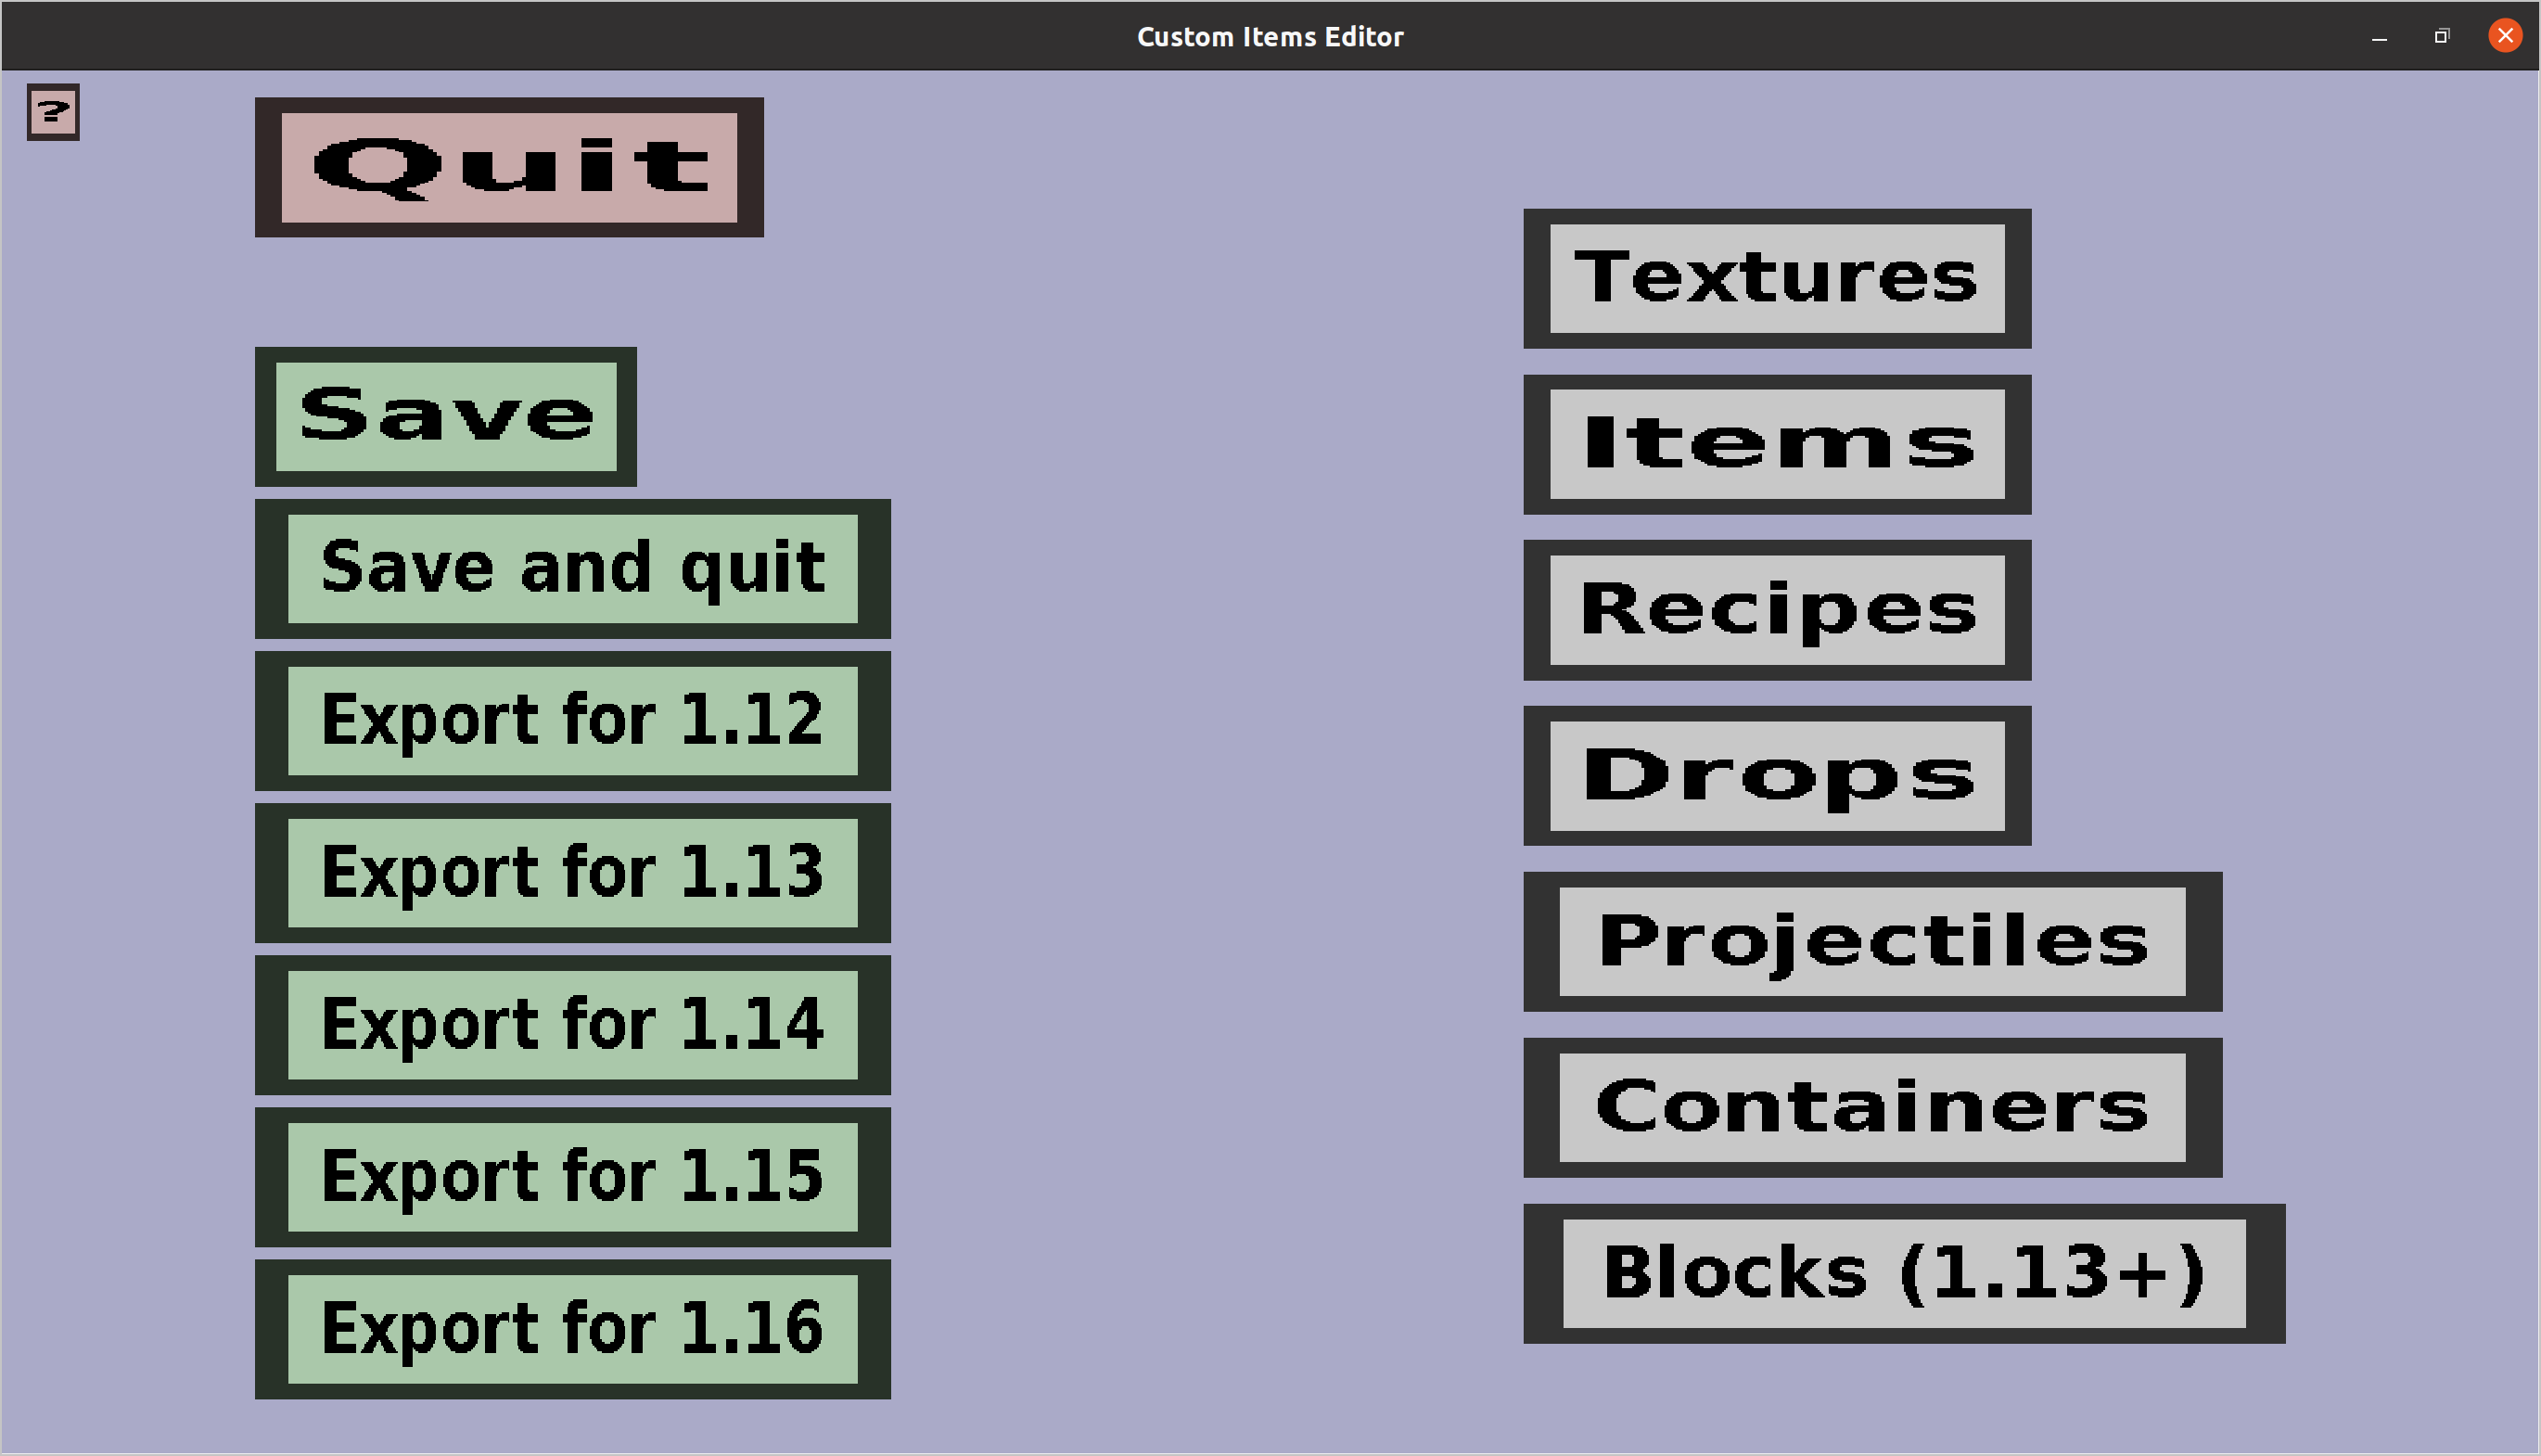 Custom Items Editor
?
Quit
Save
Save and quit
Export for 1.12
Export for 1.13
Export for 1.14
Export for 1.15
Export for 1.16
Textures
Items
Recipes
Drops
Projectiles
Containers
Blocks (1.13+)